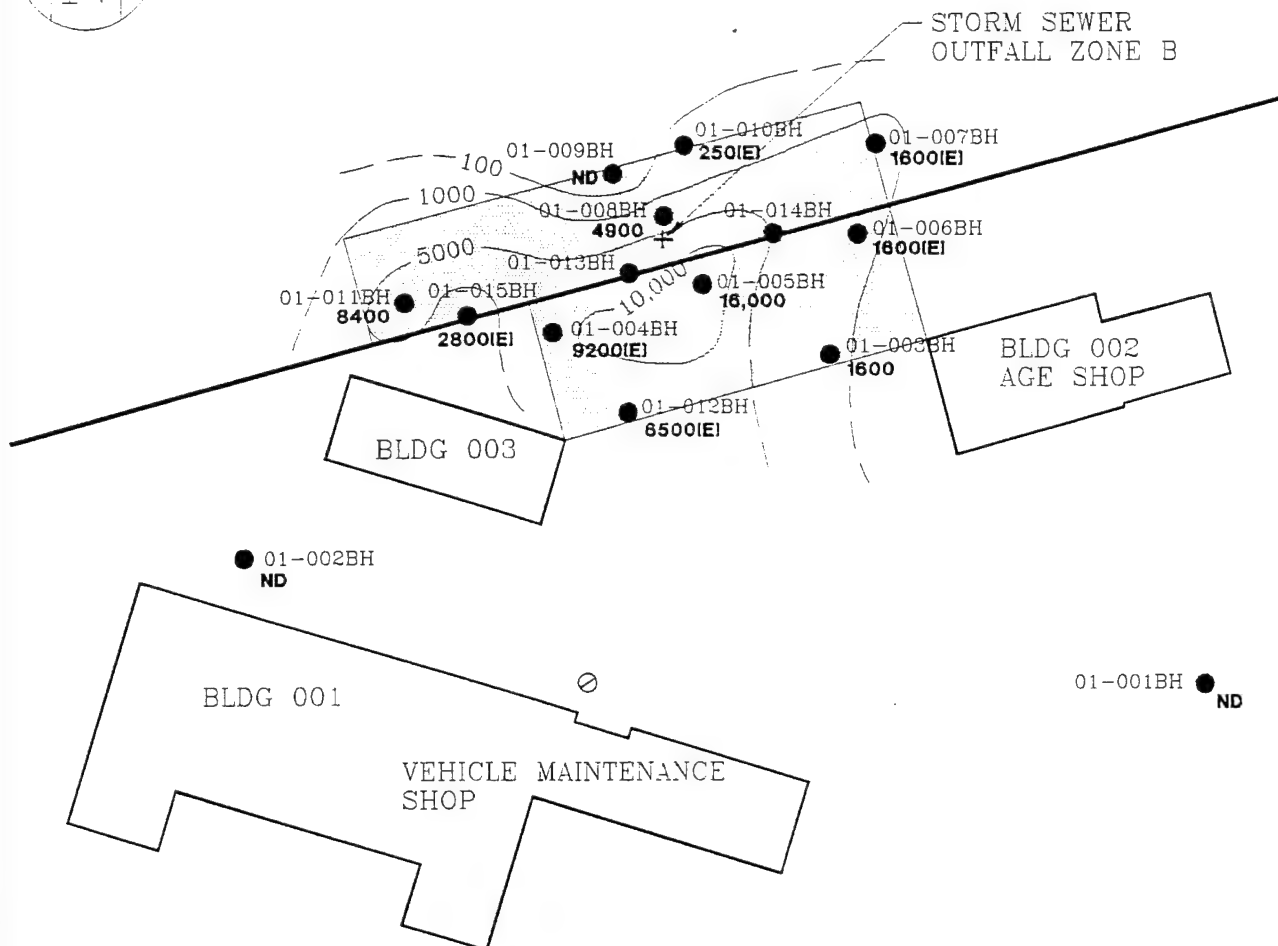 STORM SEWER
OUTFALL ZONE B
01-010BH
250[E]
01-007BH
1600[E]
01-009BH
ND
100
1000
01-008BH
4900
01-014BH
01-006BH
1600[E]
5000
01-013BH
10,000
01-005BH
16,000
01-011BH
8400
01-015BH
2800[E]
01-004BH
9200[E]
01-003BH
1600
BLDG 002
AGE SHOP
01-012BH
6500[E]
BLDG 003
01-002BH
ND
01-001BH
ND
BLDG 001
VEHICLE MAINTENANCE
SHOP